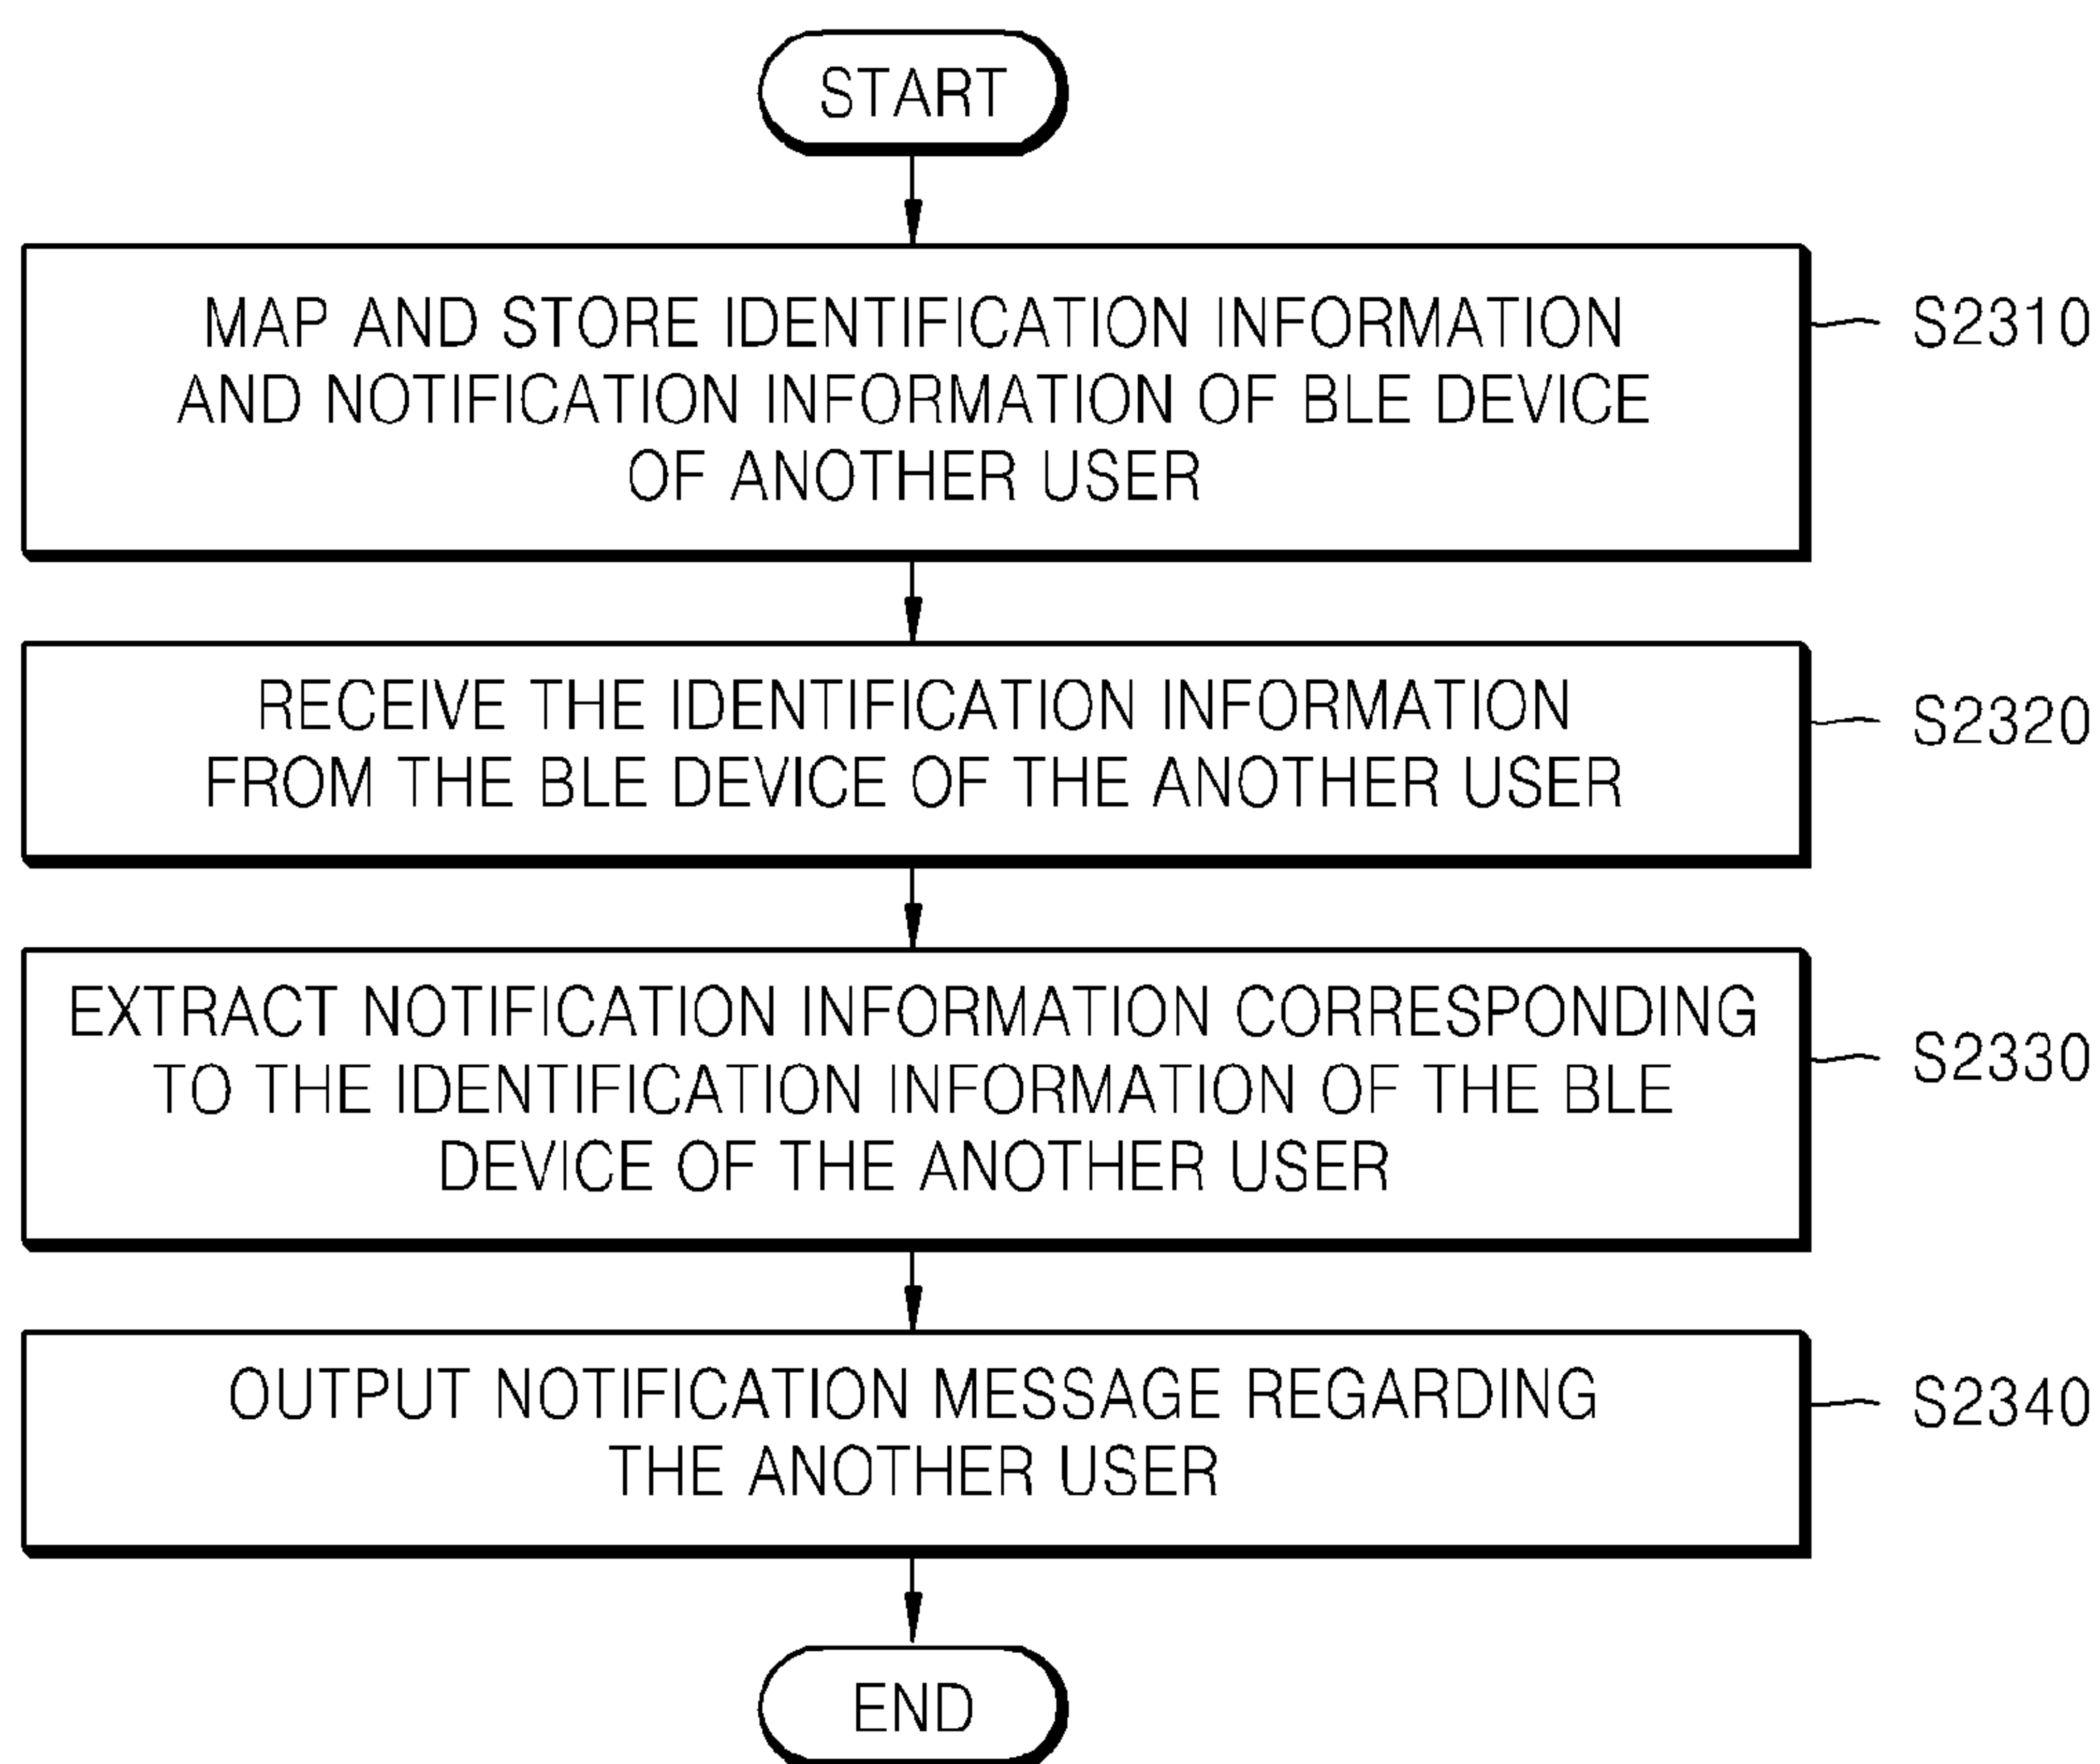 START
MAP AND STORE IDENTIFICATION INFORMATION
AND NOTIFICATION INFORMATION OF BLE DEVICE
OF ANOTHER USER
S2310
RECEIVE THE IDENTIFICATION INFORMATION
FROM THE BLE DEVICE OF THE ANOTHER USER
S2320
EXTRACT NOTIFICATION INFORMATION CORRESPONDING
TO THE IDENTIFICATION INFORMATION OF THE BLE
DEVICE OF THE ANOTHER USER
S2330
OUTPUT NOTIFICATION MESSAGE REGARDING
THE ANOTHER USER
S2340
END